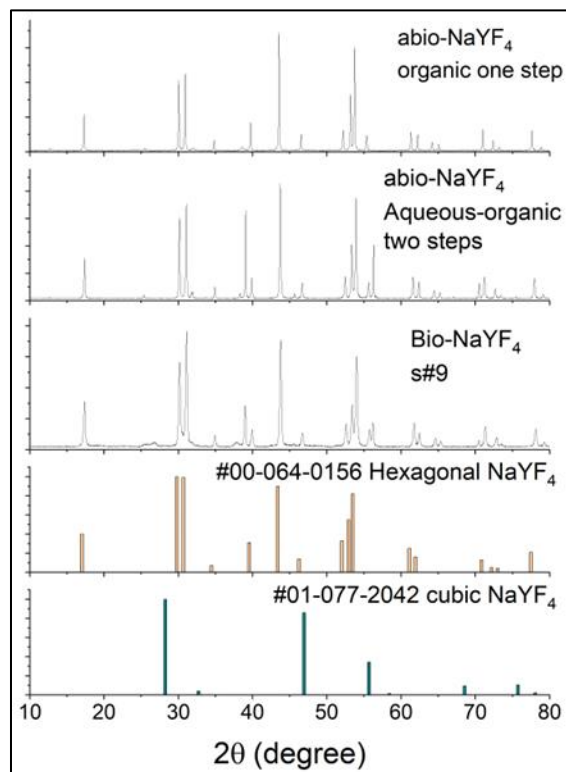 abio-NaYF4
organic one step
abio-NaYF4
Aqueous-organic
two steps
Bio-NaYF4
s#9
#00-064-0156 Hexagonal NaYF4
#01-077-2042 cubic NaYF4
10 20 30 40 50 60 70 80
2θ (degree)